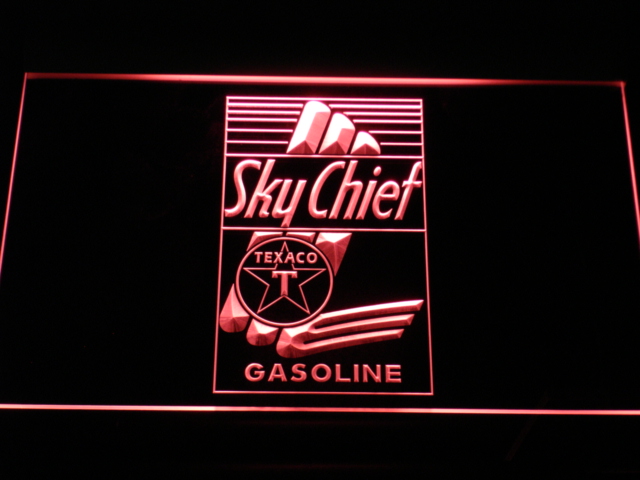 Sky Chief
TEXACO
T
GASOLINE